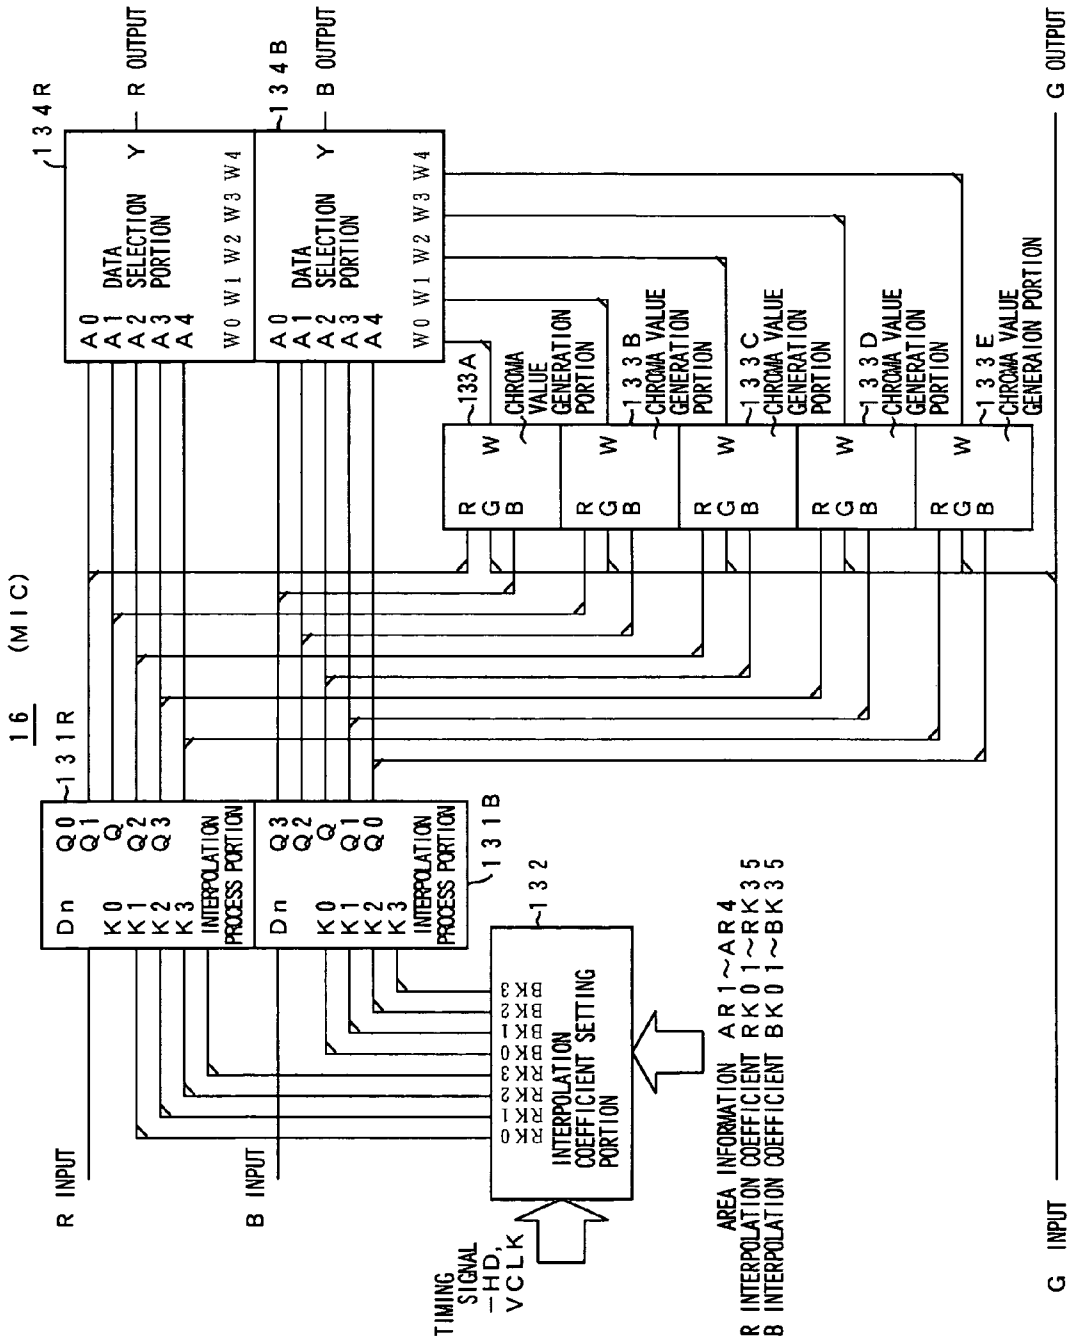 16 (MIC)
R INPUT
B INPUT
G INPUT
131R
Dn
K0
K1
K2
K3
Q0
Q1
Q
Q2
Q3
INTERPOLATION
PROCESS PORTION
Dn
K0
K1
K2
K3
Q3
Q2
Q
Q1
Q0
INTERPOLATION
PROCESS PORTION
131B
132
RK0 RK1 RK2 RK3 BK0 BK1 BK2 BK3
INTERPOLATION
COEFFICIENT SETTING
PORTION
TIMING
SIGNAL
-HD,
VCLK
AREA INFORMATION AR1~AR4
R INTERPOLATION COEFFICIENT RK01~RK35
B INTERPOLATION COEFFICIENT BK01~BK35
134R
A0
A1
A2
A3
A4
DATA
SELECTION
PORTION
Y
W0 W1 W2 W3 W4
R OUTPUT
134B
A0
A1
A2
A3
A4
DATA
SELECTION
PORTION
Y
W0 W1 W2 W3 W4
B OUTPUT
133A
R
G
B
W
CHROMA
VALUE
GENERATION
PORTION
133B
R
G
B
W
CHROMA VALUE
GENERATION
PORTION
133C
R
G
B
W
CHROMA VALUE
GENERATION
PORTION
133D
R
G
B
W
CHROMA VALUE
GENERATION
PORTION
133E
R
G
B
W
CHROMA VALUE
GENERATION PORTION
G OUTPUT